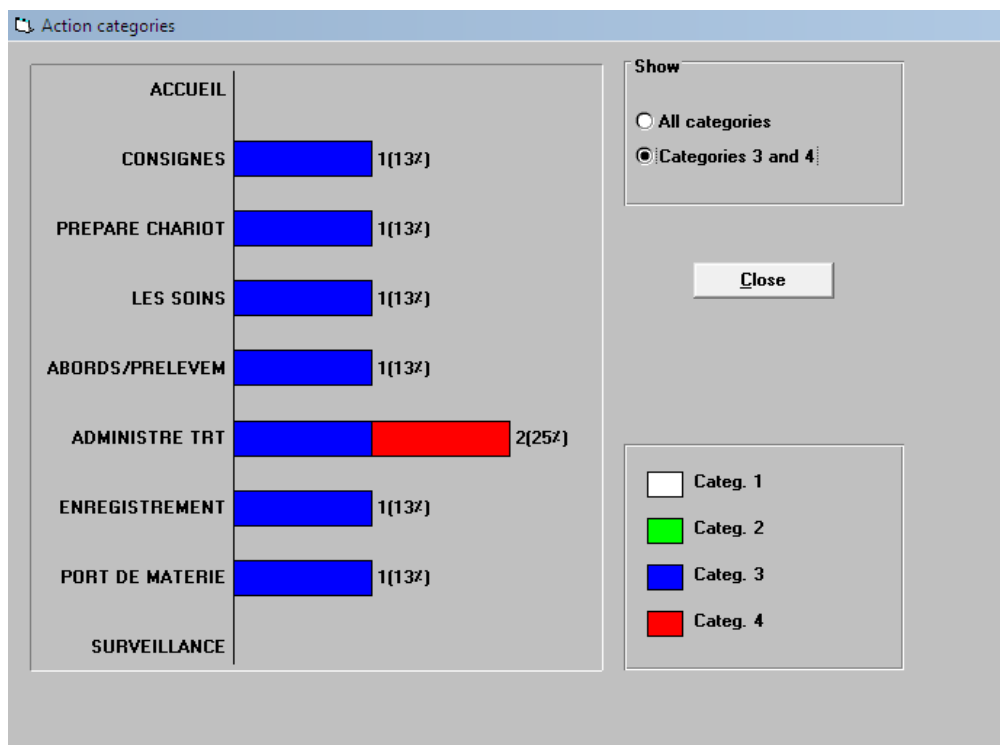 Action categories
ACCUEIL
CONSIGNES 1(13%)
PREPARE CHARIOT 1(13%)
LES SOINS 1(13%)
ABORDS/PRELEVEM 1(13%)
ADMINISTRE TRT 2(25%)
ENREGISTREMENT 1(13%)
PORT DE MATERIE 1(13%)
SURVEILLANCE
Show
All categories
Categories 3 and 4
Close
Categ. 1
Categ. 2
Categ. 3
Categ. 4